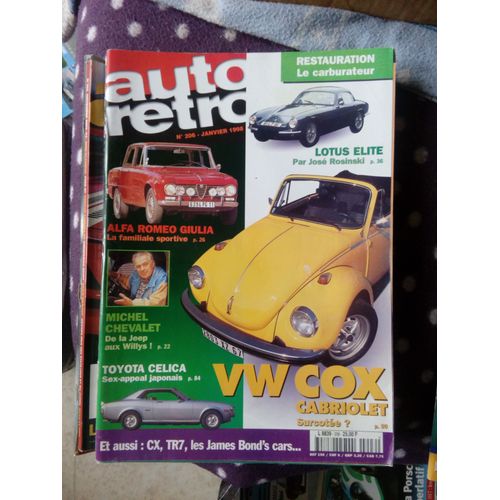 auto
retro
N° 206 - JANVIER 1998
RESTAURATION
Le carburateur
LOTUS ELITE
Par José Rosinski p. 36
ALFA ROMEO GIULIA
La familiale sportive p. 26
MICHEL
CHEVALET
De la Jeep
aux Willys ! p. 22
TOYOTA CELICA
Sex-appeal japonais p. 84
VW COX
CABRIOLET
Surcotée ?
Et aussi : CX, TR7, les James Bond's cars...
a Pors
perlatif